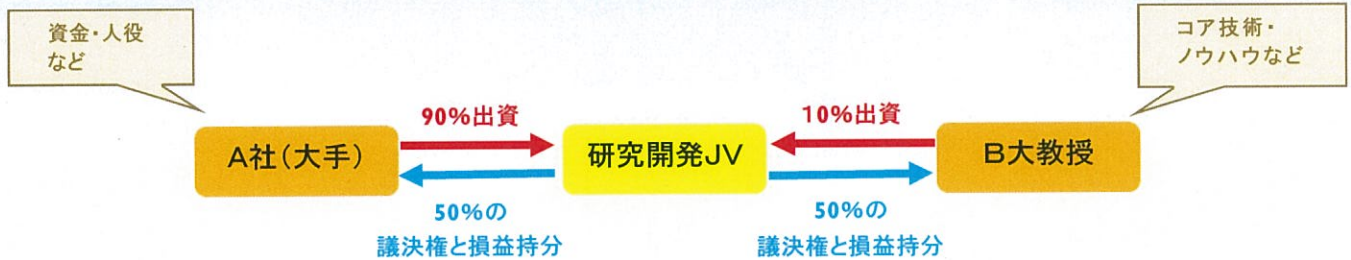 資金・人役
など
コア技術・
ノウハウなど
90%出資
10%出資
A社(大手)
研究開発JV
B大教授
50%の
議決権と損益持分
50%の
議決権と損益持分